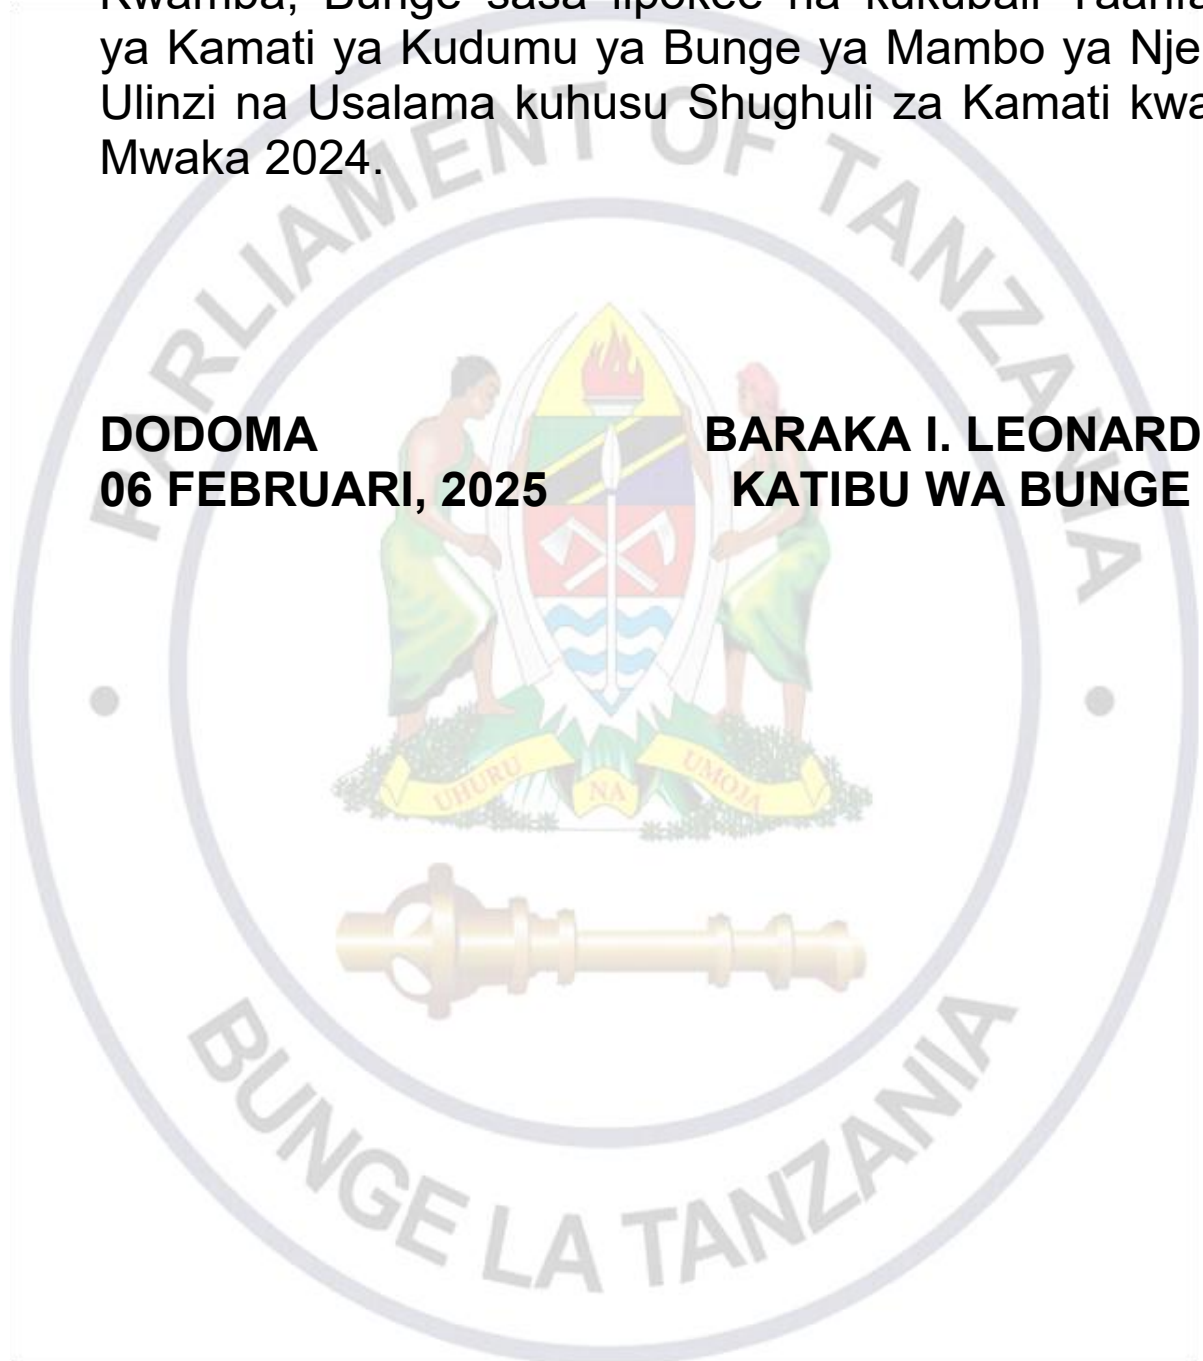 Kwamba, Bunge sasa lipokee na kukubali Taarifa
ya Kamati ya Kudumu ya Bunge ya Mambo ya Nje
Ulinzi na Usalama kuhusu Shughuli za Kamati kwa
Mwaka 2024.
PARLIAMENT OF TANZANIA
DODOMA BARAKA I. LEONARD
06 FEBRUARI, 2025 KATIBU WA BUNGE
UHURU NA UMOJA
BUNGE LA TANZANIA